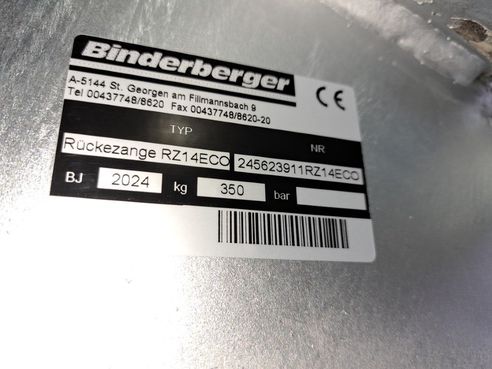 Binderberger
A-5144 St. Georgen am Fillmannsbach 9
Tel 00437748/8620 Fax 00437748/8620-20
CE
TYP NR
Rückezange RZ14ECO 245623911RZ14ECO
BJ 2024 kg 350 bar